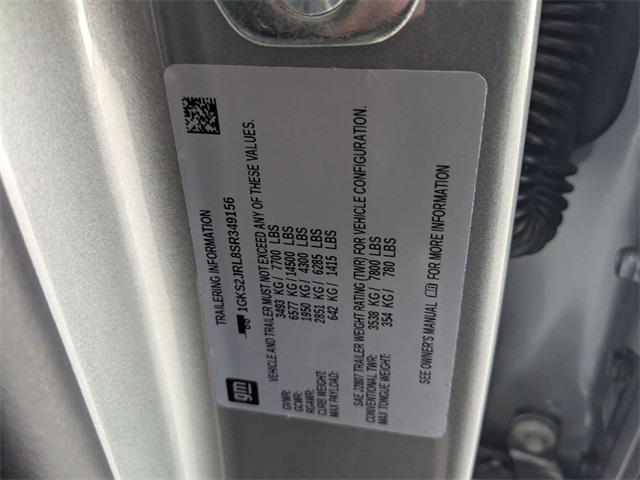 TRAILERING INFORMATION
1GKS2JRL8SR349156
gm
VEHICLE AND TRAILER MUST NOT EXCEED ANY OF THESE VALUES.
GVWR: 3493 KG/ 7700 LBS
GCWR: 6577 KG/14500 LBS
RGAWR: 1950 KG/ 4300 LBS
CURB WEIGHT: 2851 KG/ 6285 LBS
MAX PAYLOAD: 642 KG/ 1415 LBS
SAE J2807 TRAILER WEIGHT RATING (TWR) FOR VEHICLE CONFIGURATION.
CONVENTIONAL TWR: 3538 KG/ 7800 LBS
MAX TONGUE WEIGHT: 354 KG/ 780 LBS
SEE OWNER'S MANUAL FOR MORE INFORMATION